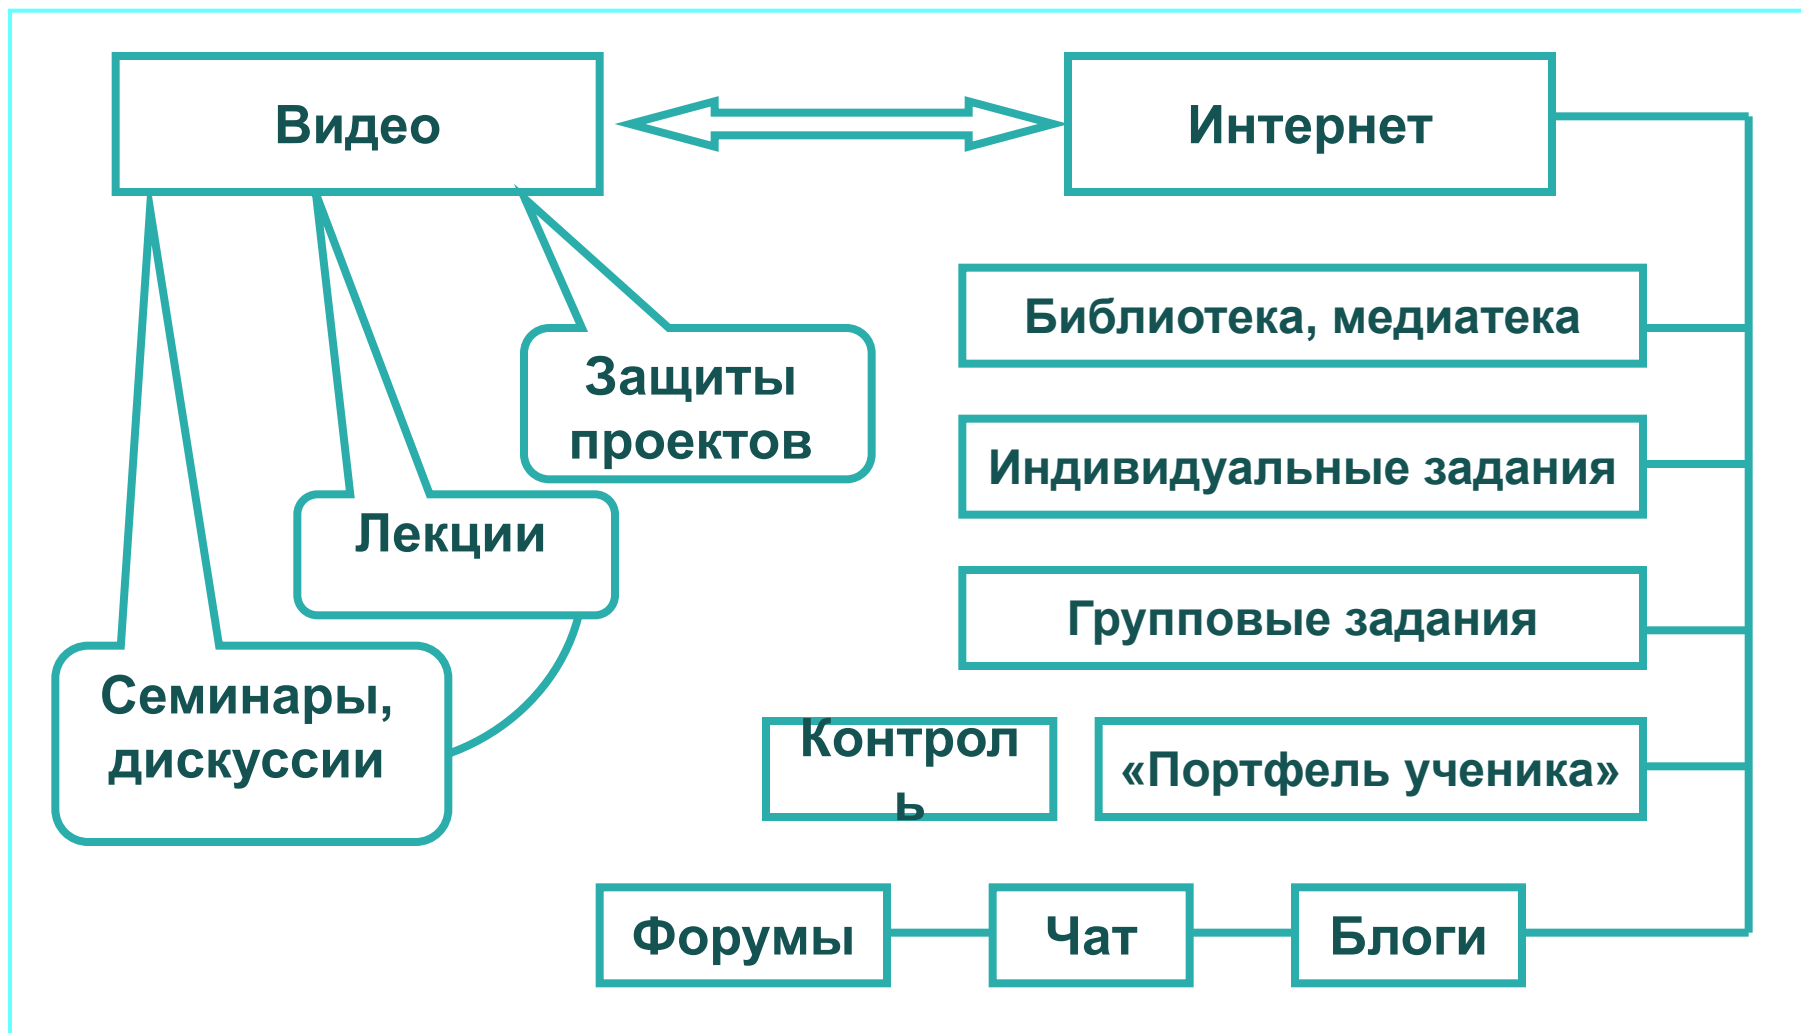 Видео
Интернет
Библиотека, медиатека
Защиты
проектов
Индивидуальные задания
Лекции
Групповые задания
Семинары,
дискуссии
Контрол
ь
«Портфель ученика»
Форумы
Чат
Блоги